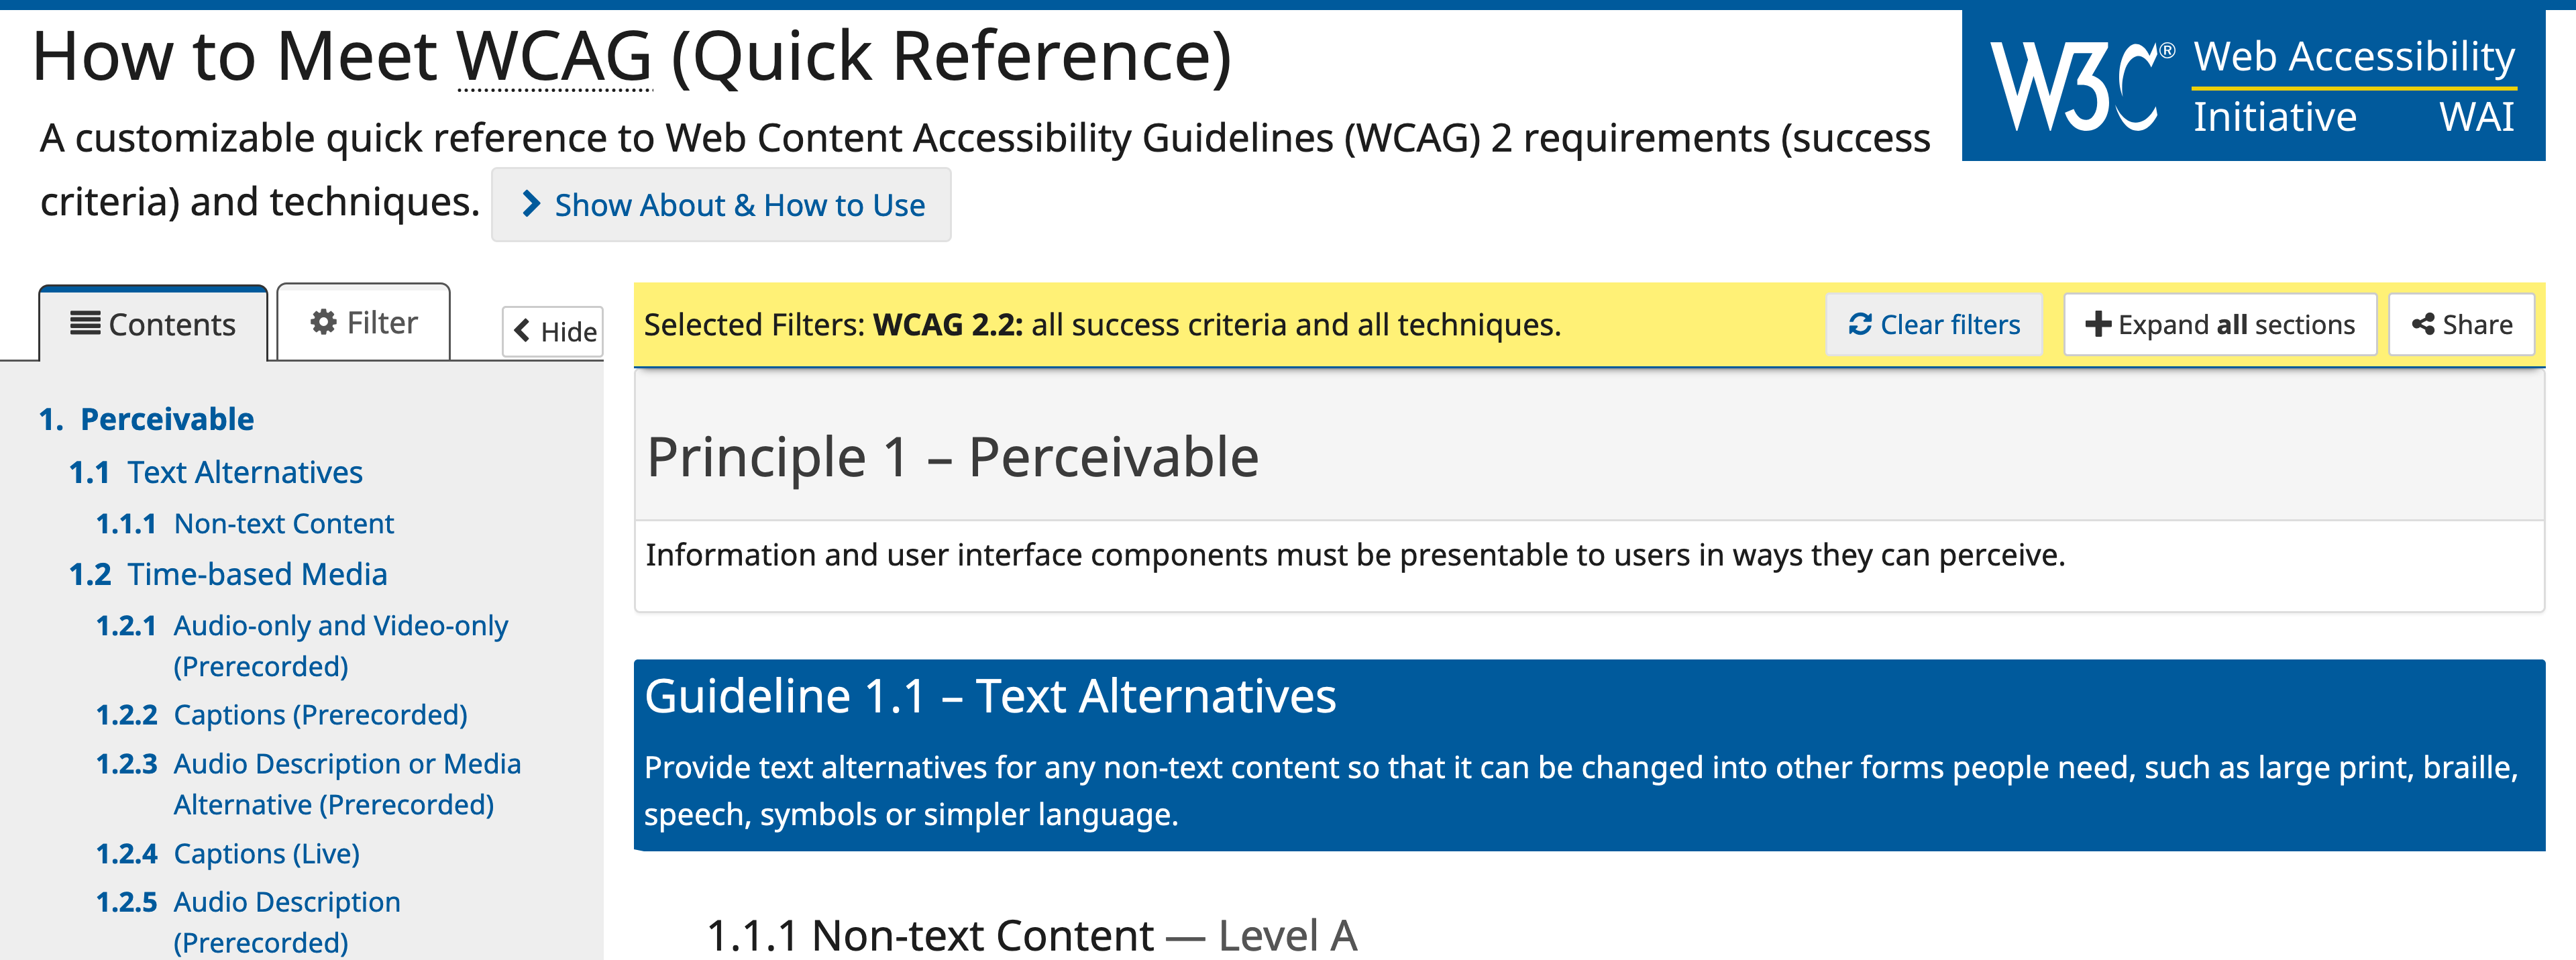 How to Meet WCAG (Quick Reference)
W3C® Web Accessibility
Initiative WAI
A customizable quick reference to Web Content Accessibility Guidelines (WCAG) 2 requirements (success
criteria) and techniques.
Show About & How to Use
Contents
Filter
Hide
1. Perceivable
1.1 Text Alternatives
1.1.1 Non-text Content
1.2 Time-based Media
1.2.1 Audio-only and Video-only
(Prerecorded)
1.2.2 Captions (Prerecorded)
1.2.3 Audio Description or Media
Alternative (Prerecorded)
1.2.4 Captions (Live)
1.2.5 Audio Description
(Prerecorded)
Selected Filters: WCAG 2.2: all success criteria and all techniques.
Clear filters
Expand all sections
Share
Principle 1 – Perceivable
Information and user interface components must be presentable to users in ways they can perceive.
Guideline 1.1 – Text Alternatives
Provide text alternatives for any non-text content so that it can be changed into other forms people need, such as large print, braille,
speech, symbols or simpler language.
1.1.1 Non-text Content — Level A